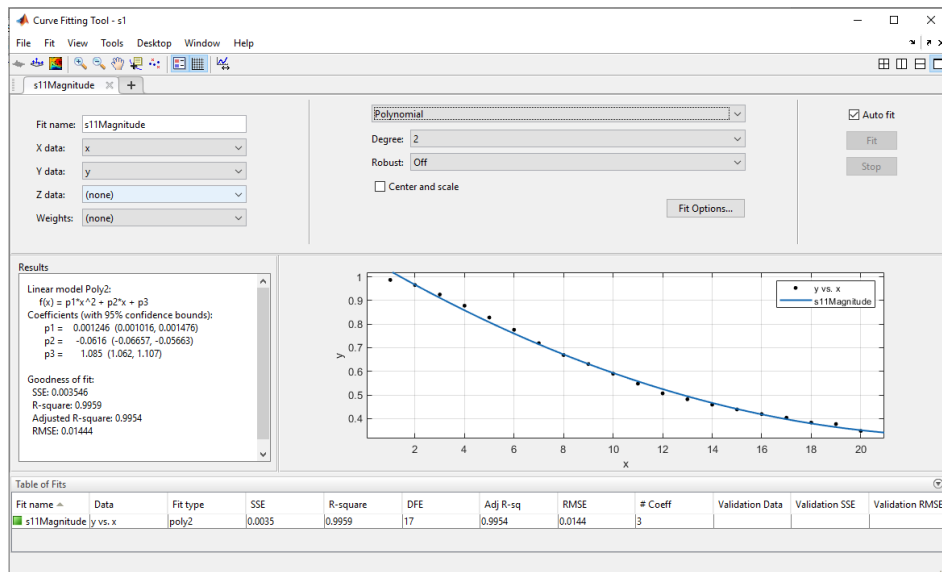 Curve Fitting Tool - s1
File Fit View Tools Desktop Window Help
s11Magnitude
Fit name: s11Magnitude
X data: x
Y data: y
Z data: (none)
Weights: (none)
Polynomial
Degree: 2
Robust: Off
Center and scale
Fit Options...
Auto fit
Fit
Stop
Results
Linear model Poly2:
f(x) = p1*x^2 + p2*x + p3
Coefficients (with 95% confidence bounds):
p1 = 0.001246 (0.001016, 0.001476)
p2 = -0.0616 (-0.06657, -0.05663)
p3 = 1.085 (1.062, 1.107)
Goodness of fit:
SSE: 0.003546
R-square: 0.9959
Adjusted R-square: 0.9954
RMSE: 0.01444
1
0.9
0.8
0.7
0.6
0.5
0.4
y
2 4 6 8 10 12 14 16 18 20
x
y vs. x
s11Magnitude
Table of Fits
Fit name Data Fit type SSE R-square DFE Adj R-sq RMSE # Coeff Validation Data Validation SSE Validation RMSE
s11Magnitude y vs. x poly2 0.0035 0.9959 17 0.9954 0.0144 3